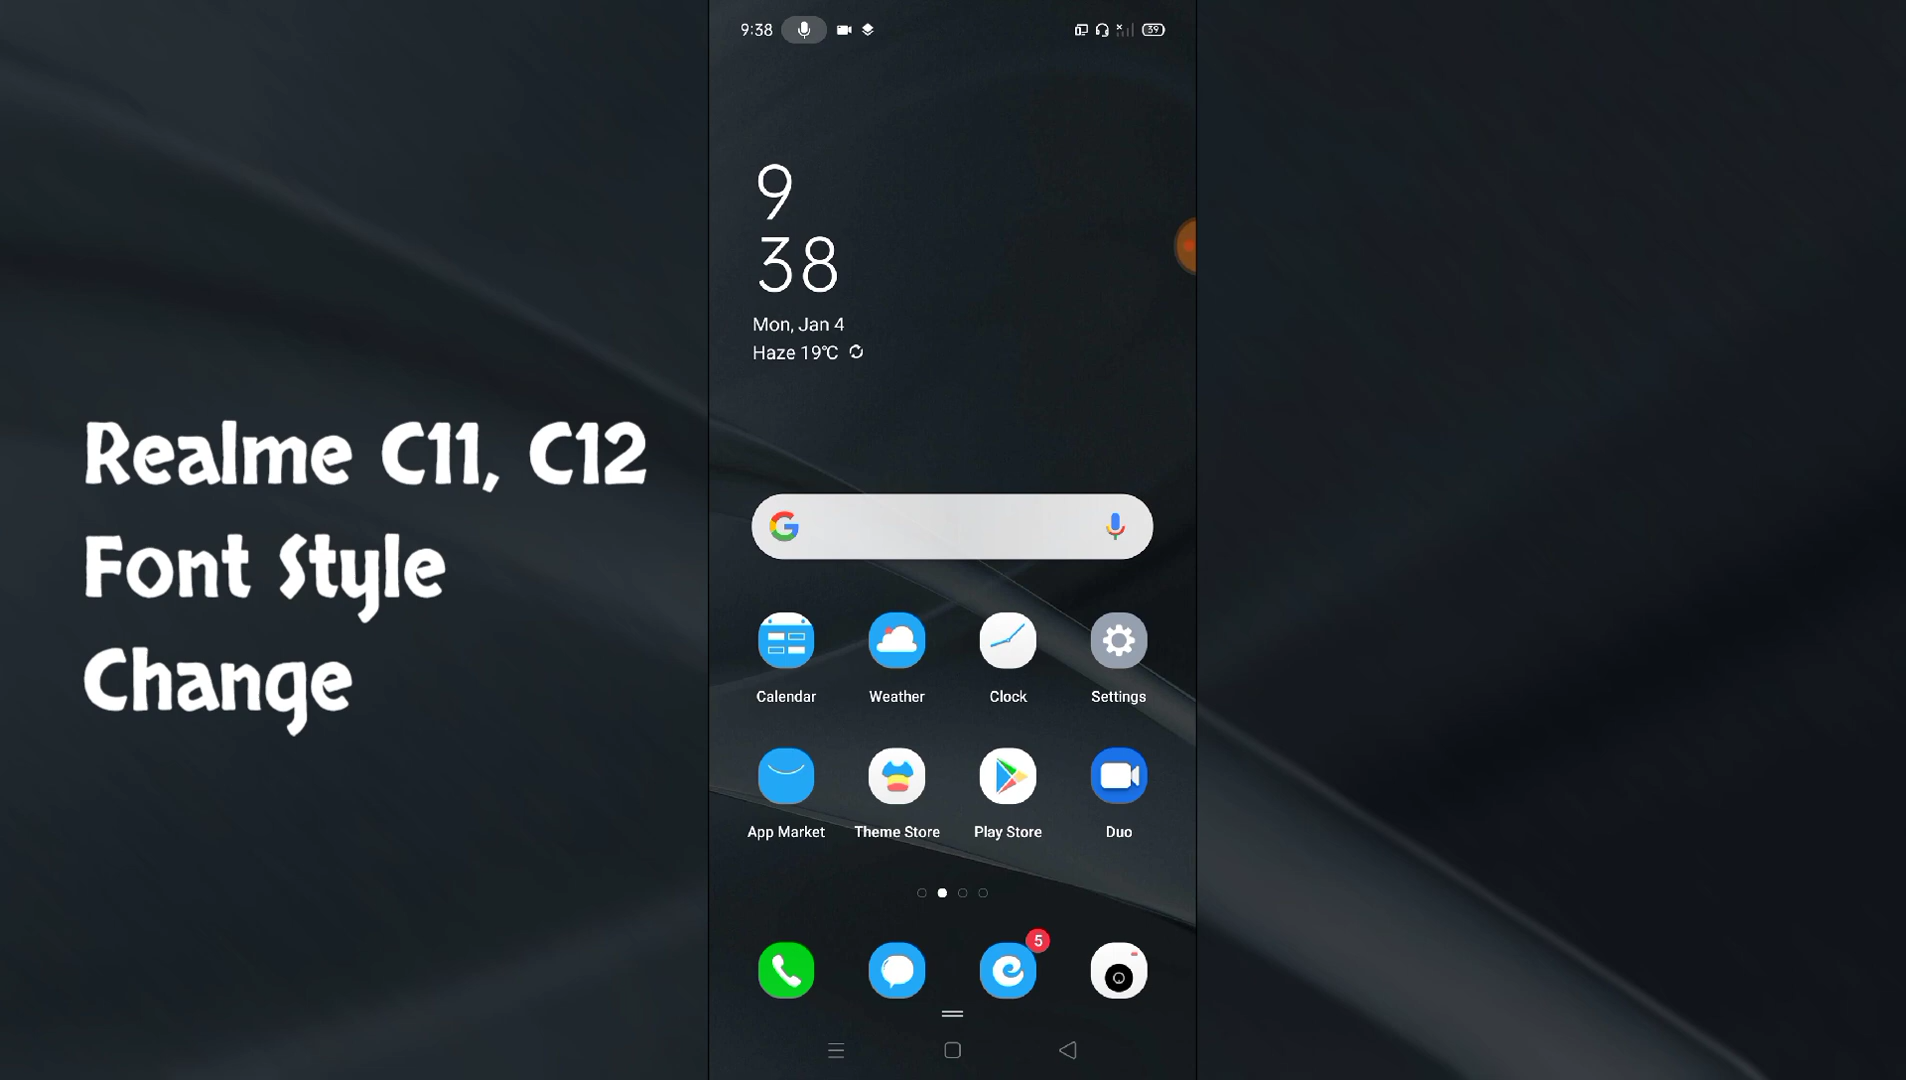 9:38
39
9
38
Mon, Jan 4
Haze 19℃
Realme C11, C12
Font Style
Change
G
Calendar Weather Clock Settings
App Market Theme Store Play Store Duo
5